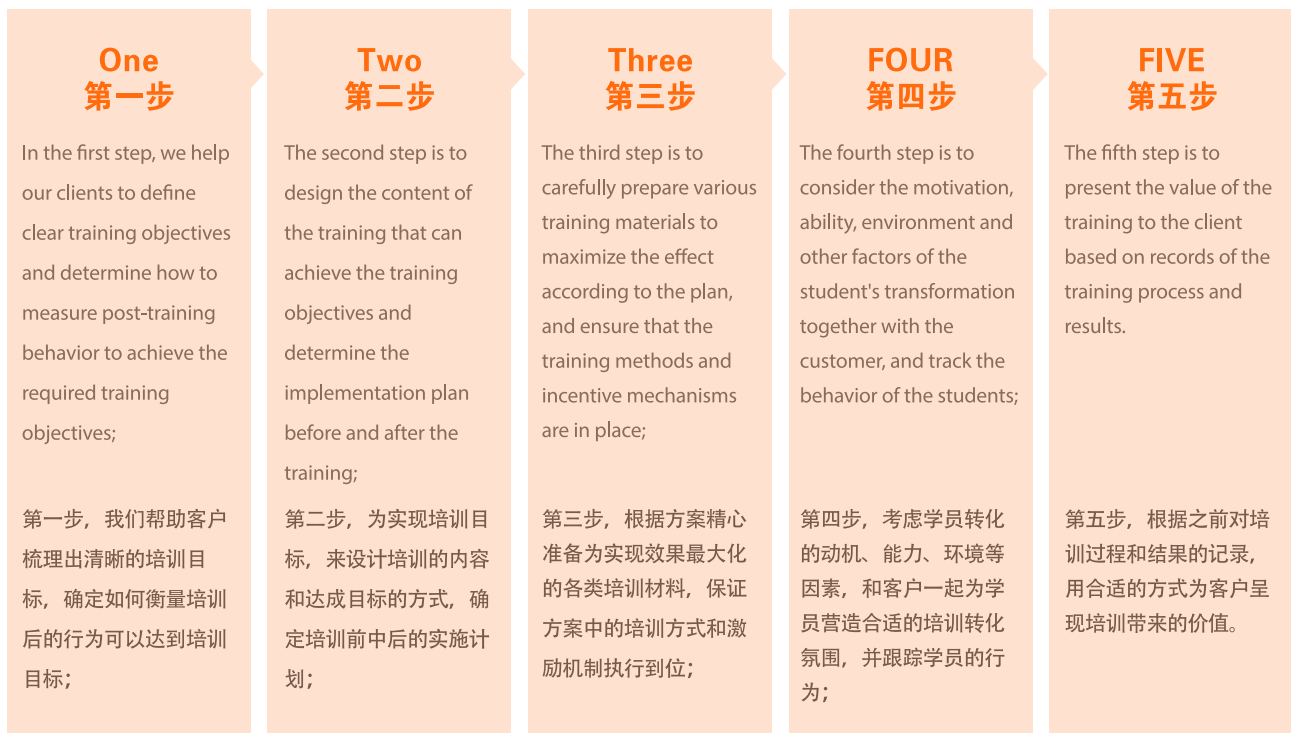 One
第一步
In the first step, we help
our clients to define
clear training objectives
and determine how to
measure post-training
behavior to achieve the
required training
objectives;
第一步，我们帮助客户
梳理出清晰的培训目
标，确定如何衡量培训
后的行为可以达到培训
目标；
Two
第二步
The second step is to
design the content of
the training that can
achieve the training
objectives and
determine the
implementation plan
before and after the
training;
第二步，为实现培训目
标，来设计培训的内容
和达成目标的方式，确
定培训前中后的实施计
划；
Three
第三步
The third step is to
carefully prepare various
training materials to
maximize the effect
according to the plan,
and ensure that the
training methods and
incentive mechanisms
are in place;
第三步，根据方案精心
准备为实现效果最大化
的各类培训材料，保证
方案中的培训方式和激
励机制执行到位；
FOUR
第四步
The fourth step is to
consider the motivation,
ability, environment and
other factors of the
student's transformation
together with the
customer, and track the
behavior of the students;
第四步，考虑学员转化
的动机、能力、环境等
因素，和客户一起为学
员营造合适的培训转化
氛围，并跟踪学员的行
为；
FIVE
第五步
The fifth step is to
present the value of the
training to the client
based on records of the
training process and
results.
第五步，根据之前对培
训过程和结果的记录，
用合适的方式为客户呈
现培训带来的价值。